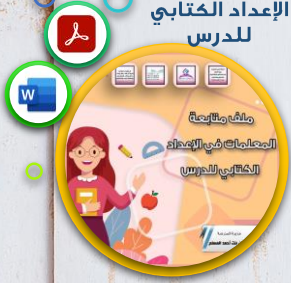 الإعداد الكتابي
للدرس
W
ملف متابعة
المعلمات في الإعداد
الكتابي للدرس